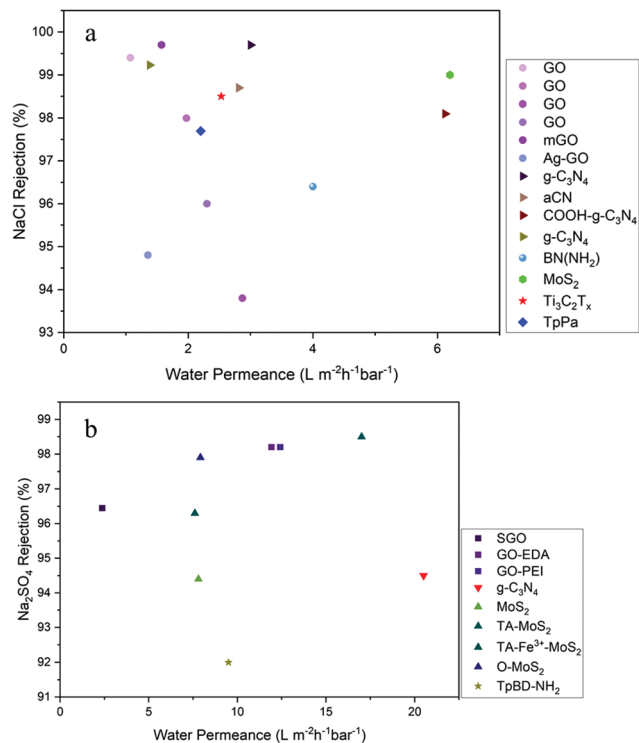 a
100
99
98
97
96
95
94
93
NaCl Rejection (%)
0
2
4
6
Water Permeance (L m⁻²h⁻¹bar⁻¹)
GO
GO
GO
GO
mGO
Ag-GO
g-C₃N₄
aCN
COOH-g-C₃N₄
g-C₃N₄
BN(NH₂)
MoS₂
Ti₃C₂Tₓ
TpPa
b
99
98
97
96
95
94
93
92
91
Na₂SO₄ Rejection (%)
0
5
10
15
20
Water Permeance (L m⁻²h⁻¹bar⁻¹)
SGO
GO-EDA
GO-PEI
g-C₃N₄
MoS₂
TA-MoS₂
TA-Fe³⁺-MoS₂
O-MoS₂
TpBD-NH₂